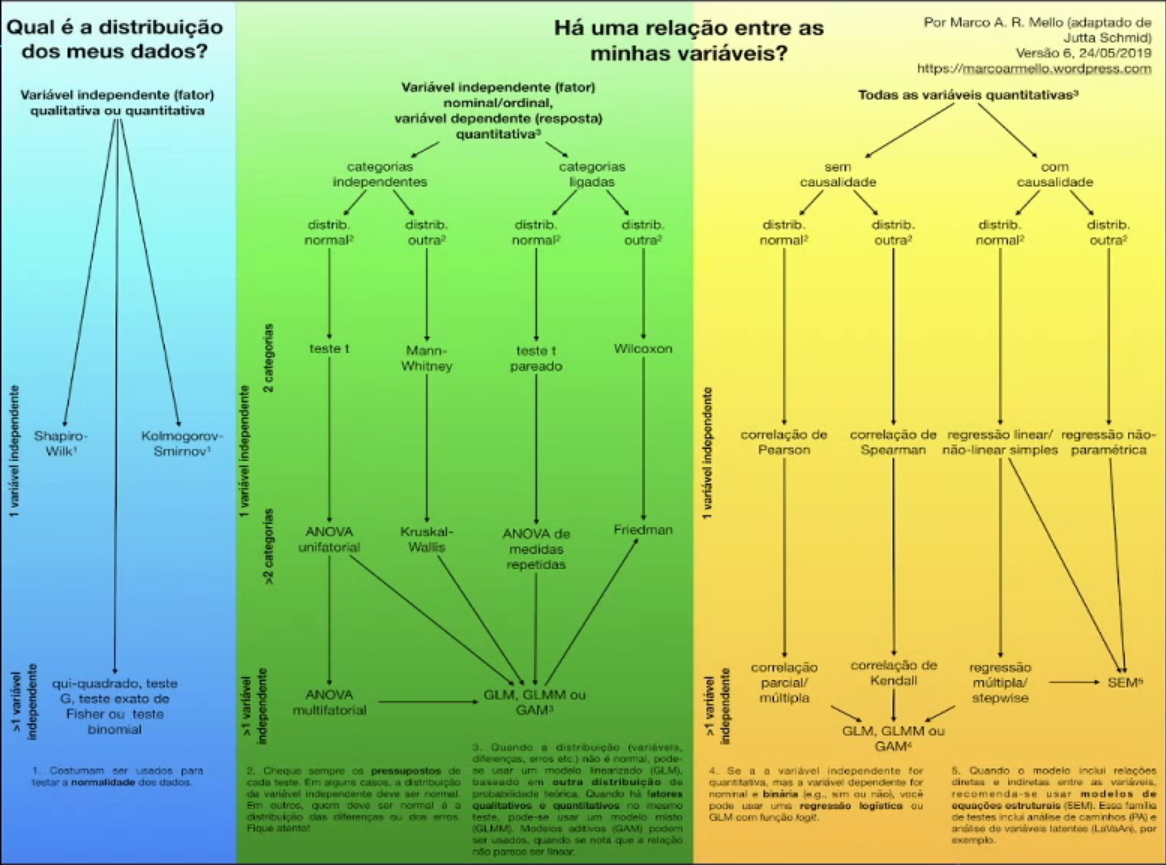 Qual é a distribuição
dos meus dados?
Variável independente (fator)
qualitativa ou quantitativa
1 variável independente
Shapiro-
Wilk¹
Kolmogorov-
Smirnov¹
>1 variável
independente
qui-quadrado, teste
G, teste exato de
Fisher ou teste
binomial
1. Costumam ser usados para
testar a normalidade dos dados.
Há uma relação entre as
minhas variáveis?
Por Marco A. R. Mello (adaptado de
Jutta Schmid)
Versão 6, 24/05/2019
https://marcoarmello.wordpress.com
Variável independente (fator)
nominal/ordinal,
variável dependente (resposta)
quantitativa³
categorias
independentes
categorias
ligadas
distrib.
normal²
distrib.
outra²
distrib.
normal²
distrib.
outra²
1 variável independente
2 categorias
teste t
Mann-
Whitney
teste t
pareado
Wilcoxon
>2 categorias
ANOVA
unifatorial
Kruskal-
Wallis
ANOVA de
medidas
repetidas
Friedman
>1 variável
independente
ANOVA
multifatorial
GLM, GLMM ou
GAM³
2. Cheque sempre os pressupostos de
cada teste. Em alguns casos, a distribuição
da variável independente deve ser normal.
Em outros, quem deve ser normal é a
distribuição das diferenças ou dos erros.
Fique atento!
3. Quando a distribuição (variáveis,
diferenças, erros etc.) não é normal, pode-
se usar um modelo linearizado (GLM),
baseado em outra distribuição de
probabilidade teórica. Quando há fatores
qualitativos e quantitativos no mesmo
teste, pode-se usar um modelo misto
(GLMM). Modelos aditivos (GAM) podem
ser usados, quando se nota que a relação
não parece ser linear.
Todas as variáveis quantitativas³
sem
causalidade
com
causalidade
distrib.
normal²
distrib.
outra²
distrib.
normal²
distrib.
outra²
1 variável independente
correlação de
Pearson
correlação de
Spearman
regressão linear/
não-linear simples
regressão não-
paramétrica
>1 variável
independente
correlação
parcial/
múltipla
correlação de
Kendall
regressão
múltipla/
stepwise
SEM⁵
GLM, GLMM ou
GAM⁴
4. Se a a variável independente for
quantitativa, mas a variável dependente for
nominal e binária (e.g., sim ou não), você
pode usar uma regressão logística ou
GLM com função logit.
5. Quando o modelo inclui relações
diretas e indiretas entre as variáveis,
recomenda-se usar modelos de
equações estruturais (SEM). Essa família
de testes inclui análise de caminhos (PA) e
análise de variáveis latentes (LaVaAn), por
exemplo.